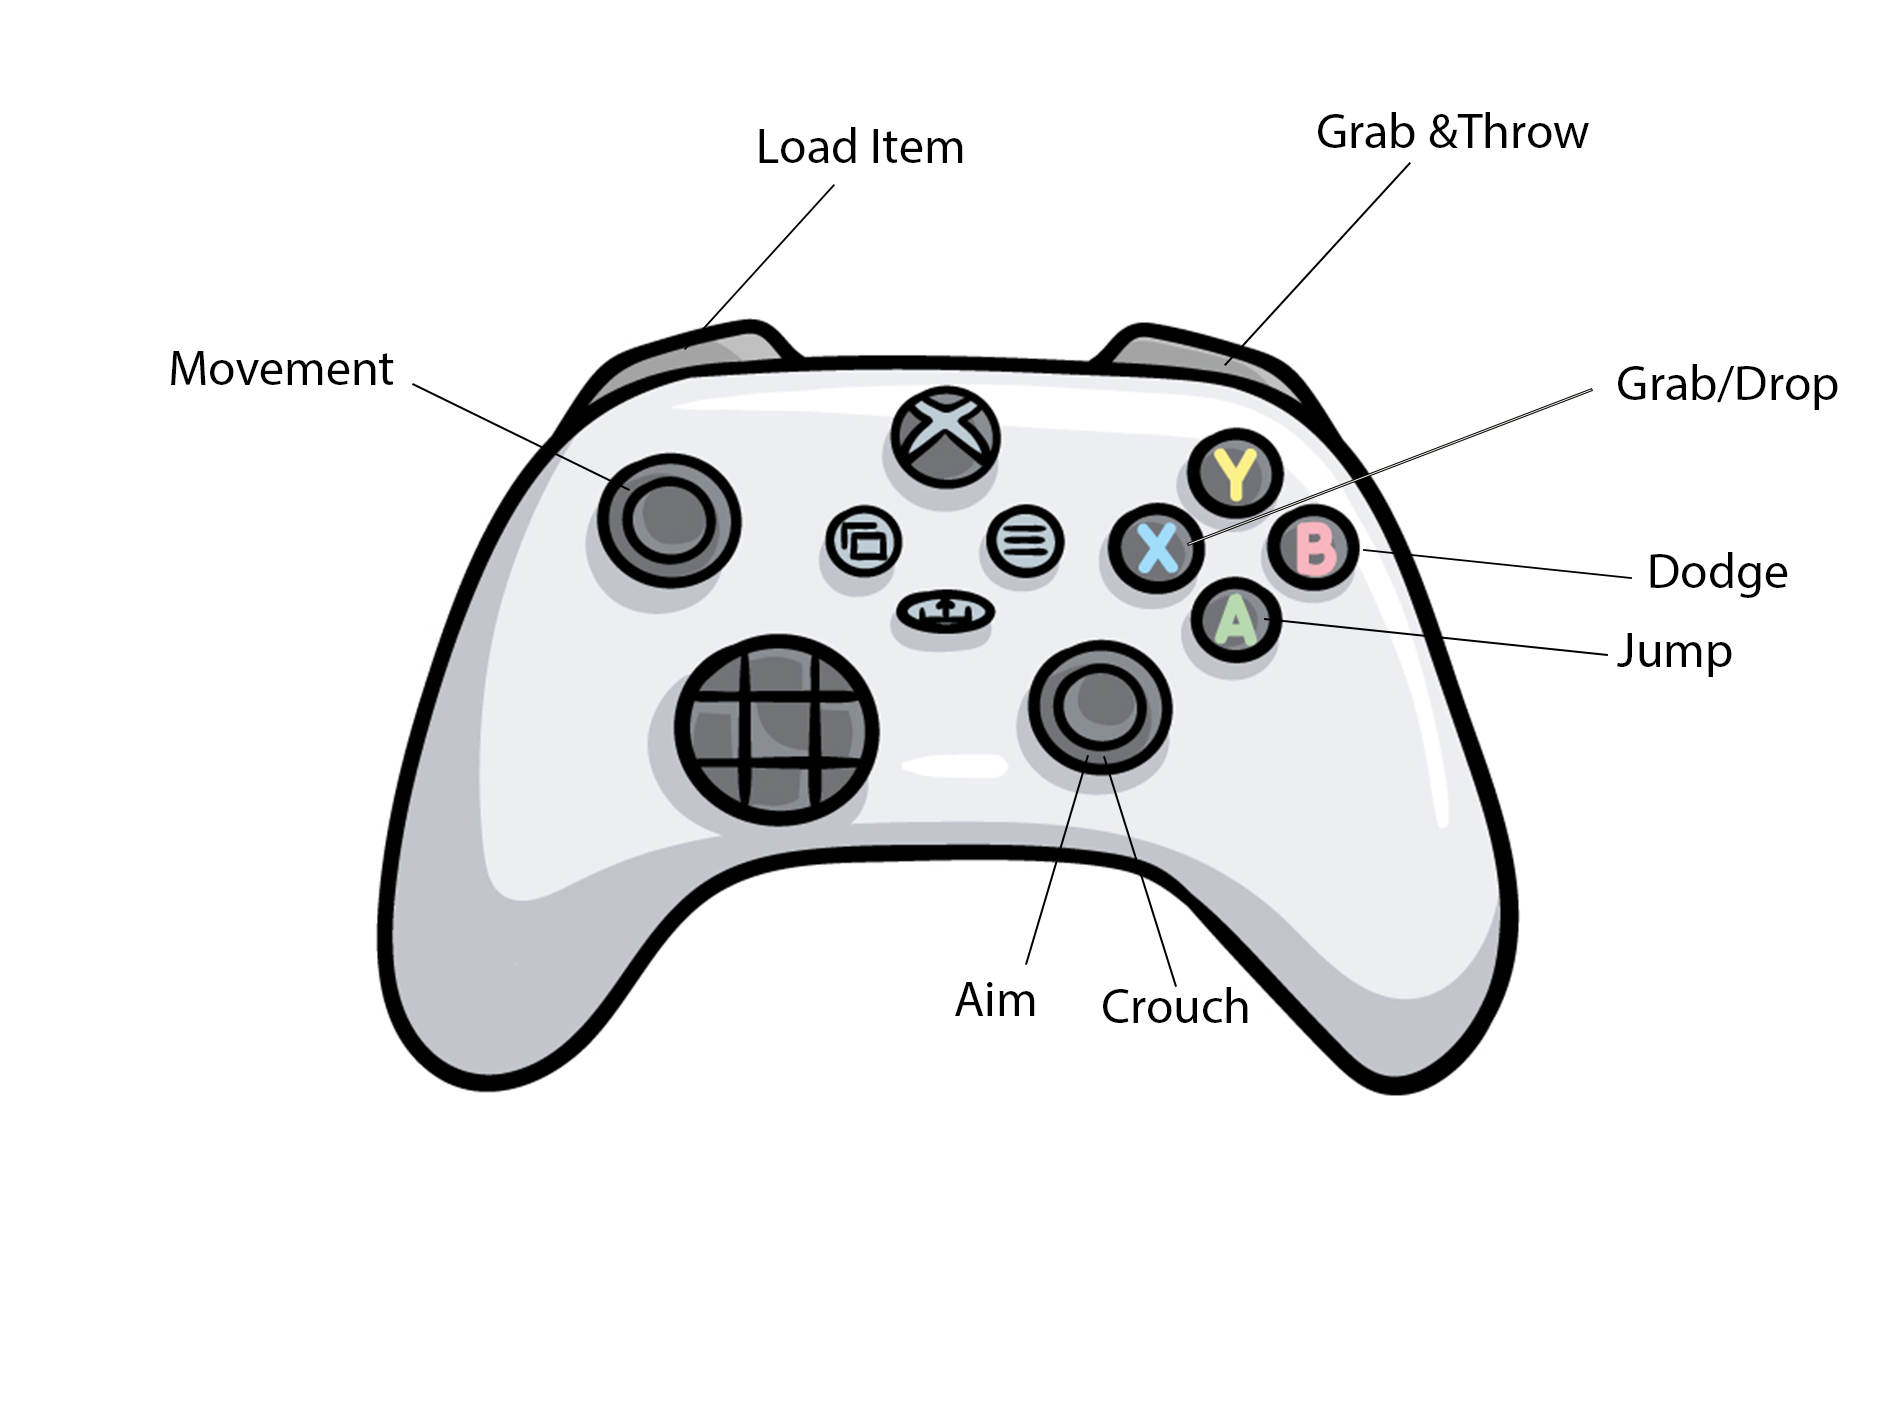 Load Item
Grab &Throw
Movement
Grab/Drop
Y
X
B
Dodge
A
Jump
Aim
Crouch